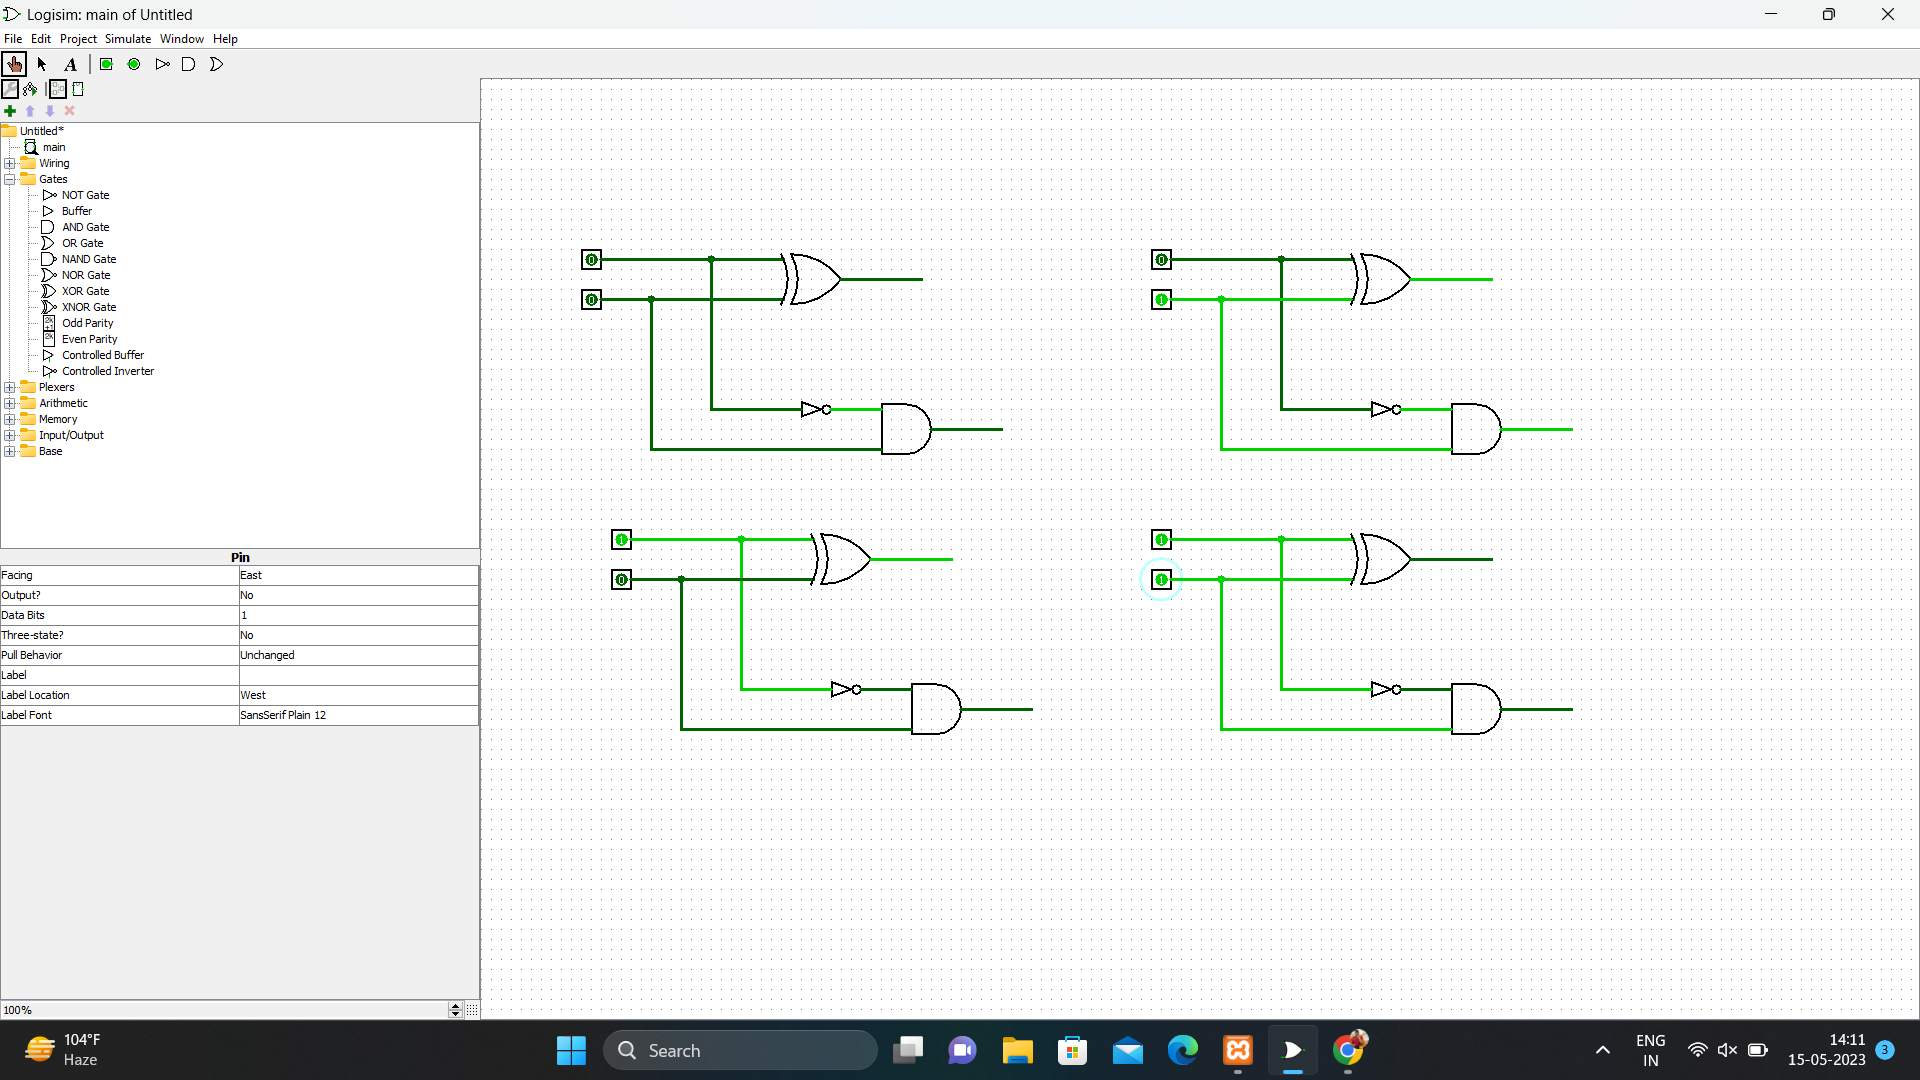 Logisim: main of Untitled
File Edit Project Simulate Window Help
A
Untitled*
main
Wiring
Gates
NOT Gate
Buffer
AND Gate
OR Gate
NAND Gate
NOR Gate
XOR Gate
XNOR Gate
2k +1 Odd Parity
2k Even Parity
Controlled Buffer
Controlled Inverter
Plexers
Arithmetic
Memory
Input/Output
Base
Pin
Facing East
Output? No
Data Bits 1
Three-state? No
Pull Behavior Unchanged
Label
Label Location West
Label Font SansSerif Plain 12
100%
0 0
0 1
1 1
0 1
104°F
Haze
Search
ENG
IN
14:11
15-05-2023
3